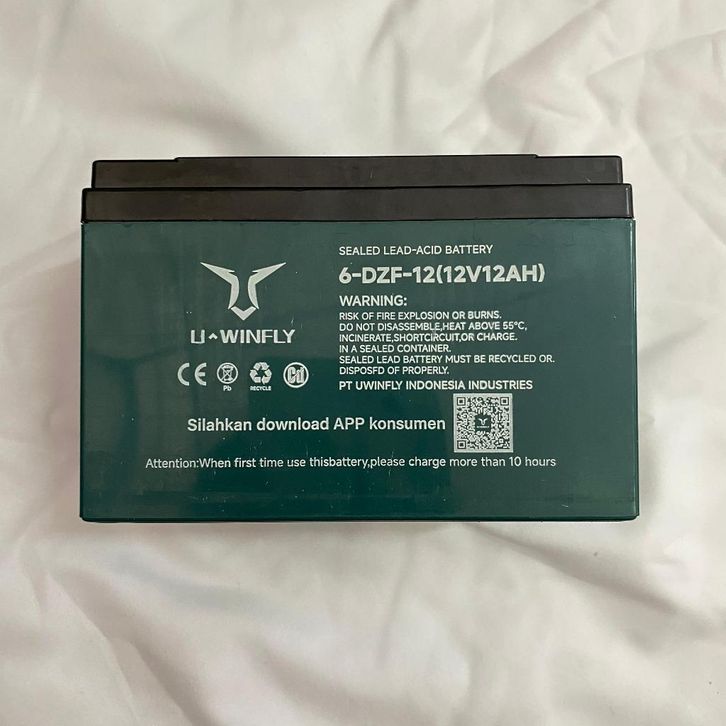 SEALED LEAD-ACID BATTERY
6-DZF-12(12V12AH)
WARNING:
RISK OF FIRE EXPLOSION OR BURNS.
DO NOT DISASSEMBLE,HEAT ABOVE 55°C,
INCINERATE,SHORTCIRCUIT,OR CHARGE.
IN A SEALED CONTAINER.
SEALED LEAD BATTERY MUST BE RECYCLED OR.
DISPOSFD OF PROPERLY.
PT UWINFLY INDONESIA INDUSTRIES
U-WINFLY
CE
Pb
RECYCLE
Cd
Silahkan download APP konsumen
Attention:When first time use thisbattery,please charge more than 10 hours